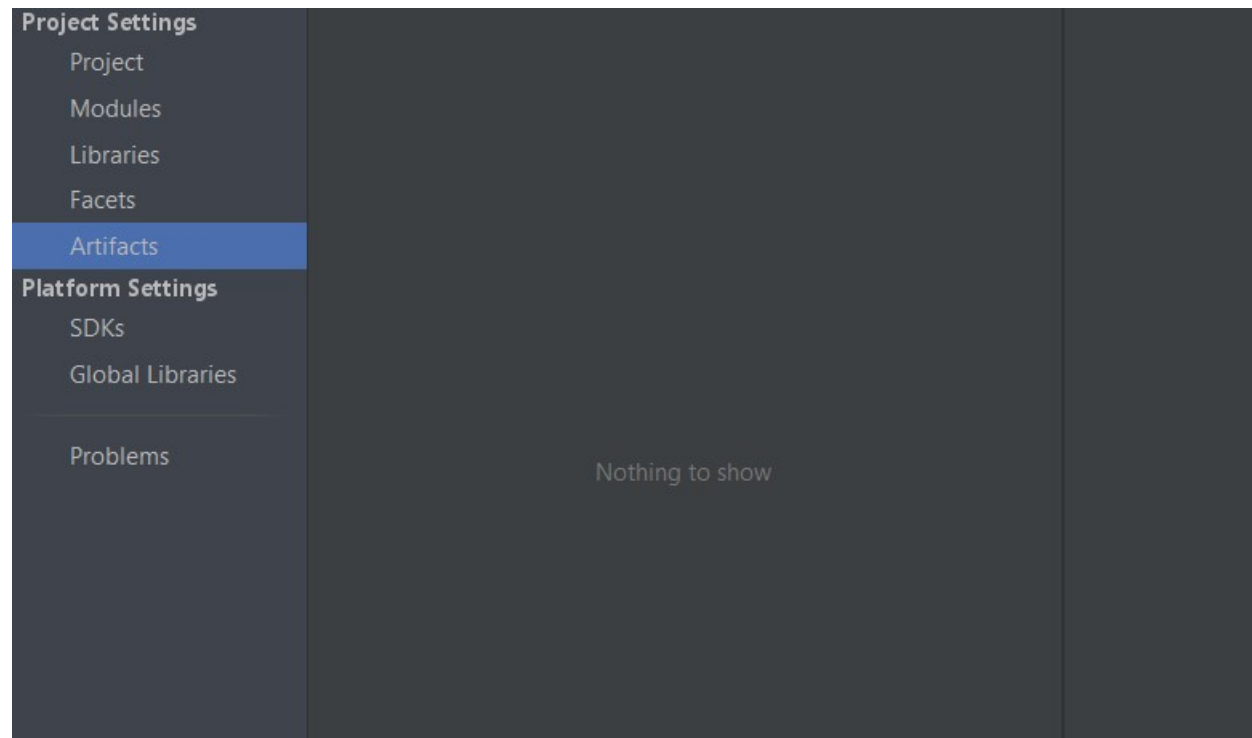 Project Settings
Project
Modules
Libraries
Facets
Artifacts
Platform Settings
SDKs
Global Libraries
Problems
Nothing to show